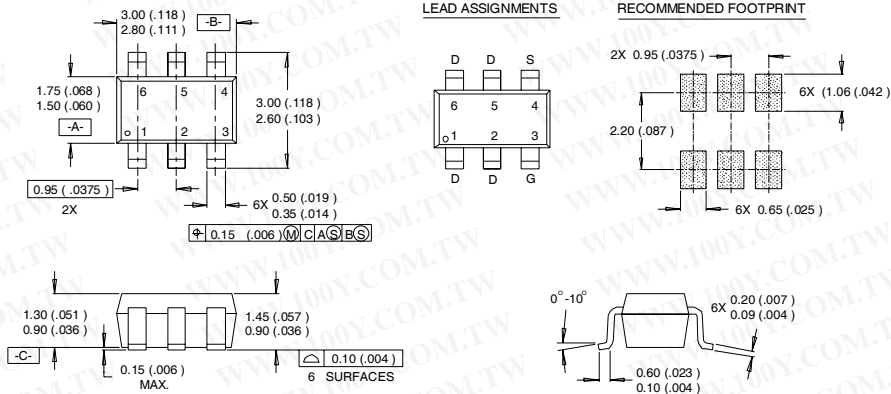 LEAD ASSIGNMENTS
RECOMMENDED FOOTPRINT
3.00 (.118 )
2.80 (.111 )
-B-
1.75 (.068 )
1.50 (.060 )
-A-
6 5 4
1 2 3
3.00 (.118 )
2.60 (.103 )
0.95 ( .0375 )
2X
6X 0.50 (.019 )
0.35 (.014 )
⌖ 0.15 (.006 ) Ⓜ C A Ⓢ B Ⓢ
D D S
6 5 4
1 2 3
D D G
2X 0.95 (.0375 )
6X (1.06 (.042 )
2.20 (.087 )
6X 0.65 (.025 )
1.30 (.051 )
0.90 (.036 )
-C-
0.15 (.006 )
MAX.
1.45 (.057 )
0.90 (.036 )
⌓ 0.10 (.004 )
6 SURFACES
0°-10°
6X 0.20 (.007 )
0.09 (.004 )
0.60 (.023 )
0.10 (.004 )
WWW.100Y.COM.TW